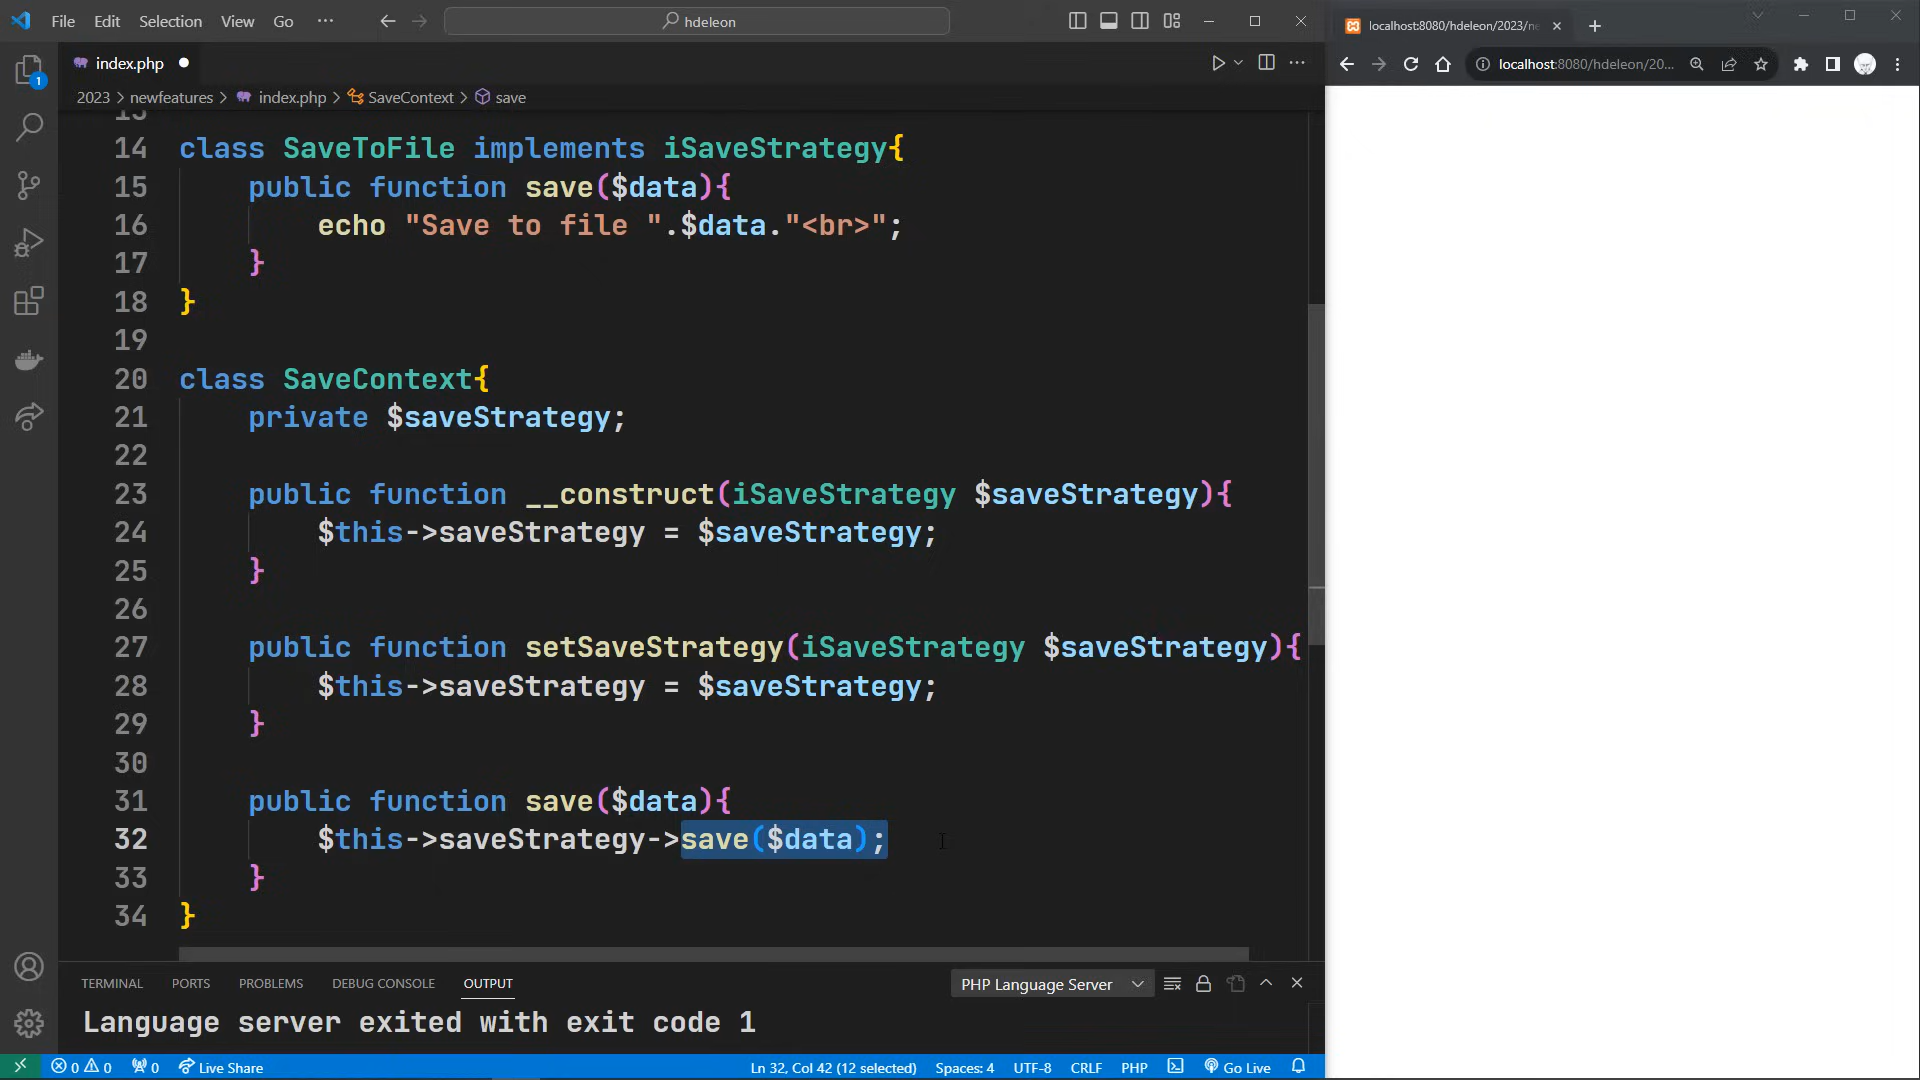 File Edit Selection View Go ··· hdeleon
index.php
2023 > newfeatures > index.php > SaveContext > save
13
14 class SaveToFile implements iSaveStrategy{
15 public function save($data){
16 echo "Save to file ".$data."<br>";
17 }
18 }
19
20 class SaveContext{
21 private $saveStrategy;
22
23 public function __construct(iSaveStrategy $saveStrategy){
24 $this->saveStrategy = $saveStrategy;
25 }
26
27 public function setSaveStrategy(iSaveStrategy $saveStrategy){
28 $this->saveStrategy = $saveStrategy;
29 }
30
31 public function save($data){
32 $this->saveStrategy->save($data);
33 }
34 }
TERMINAL PORTS PROBLEMS DEBUG CONSOLE OUTPUT PHP Language Server
Language server exited with exit code 1
0 0 0 Live Share Ln 32, Col 42 (12 selected) Spaces: 4 UTF-8 CRLF PHP Go Live
1
localhost:8080/hdeleon/2023/ne
localhost:8080/hdeleon/20...